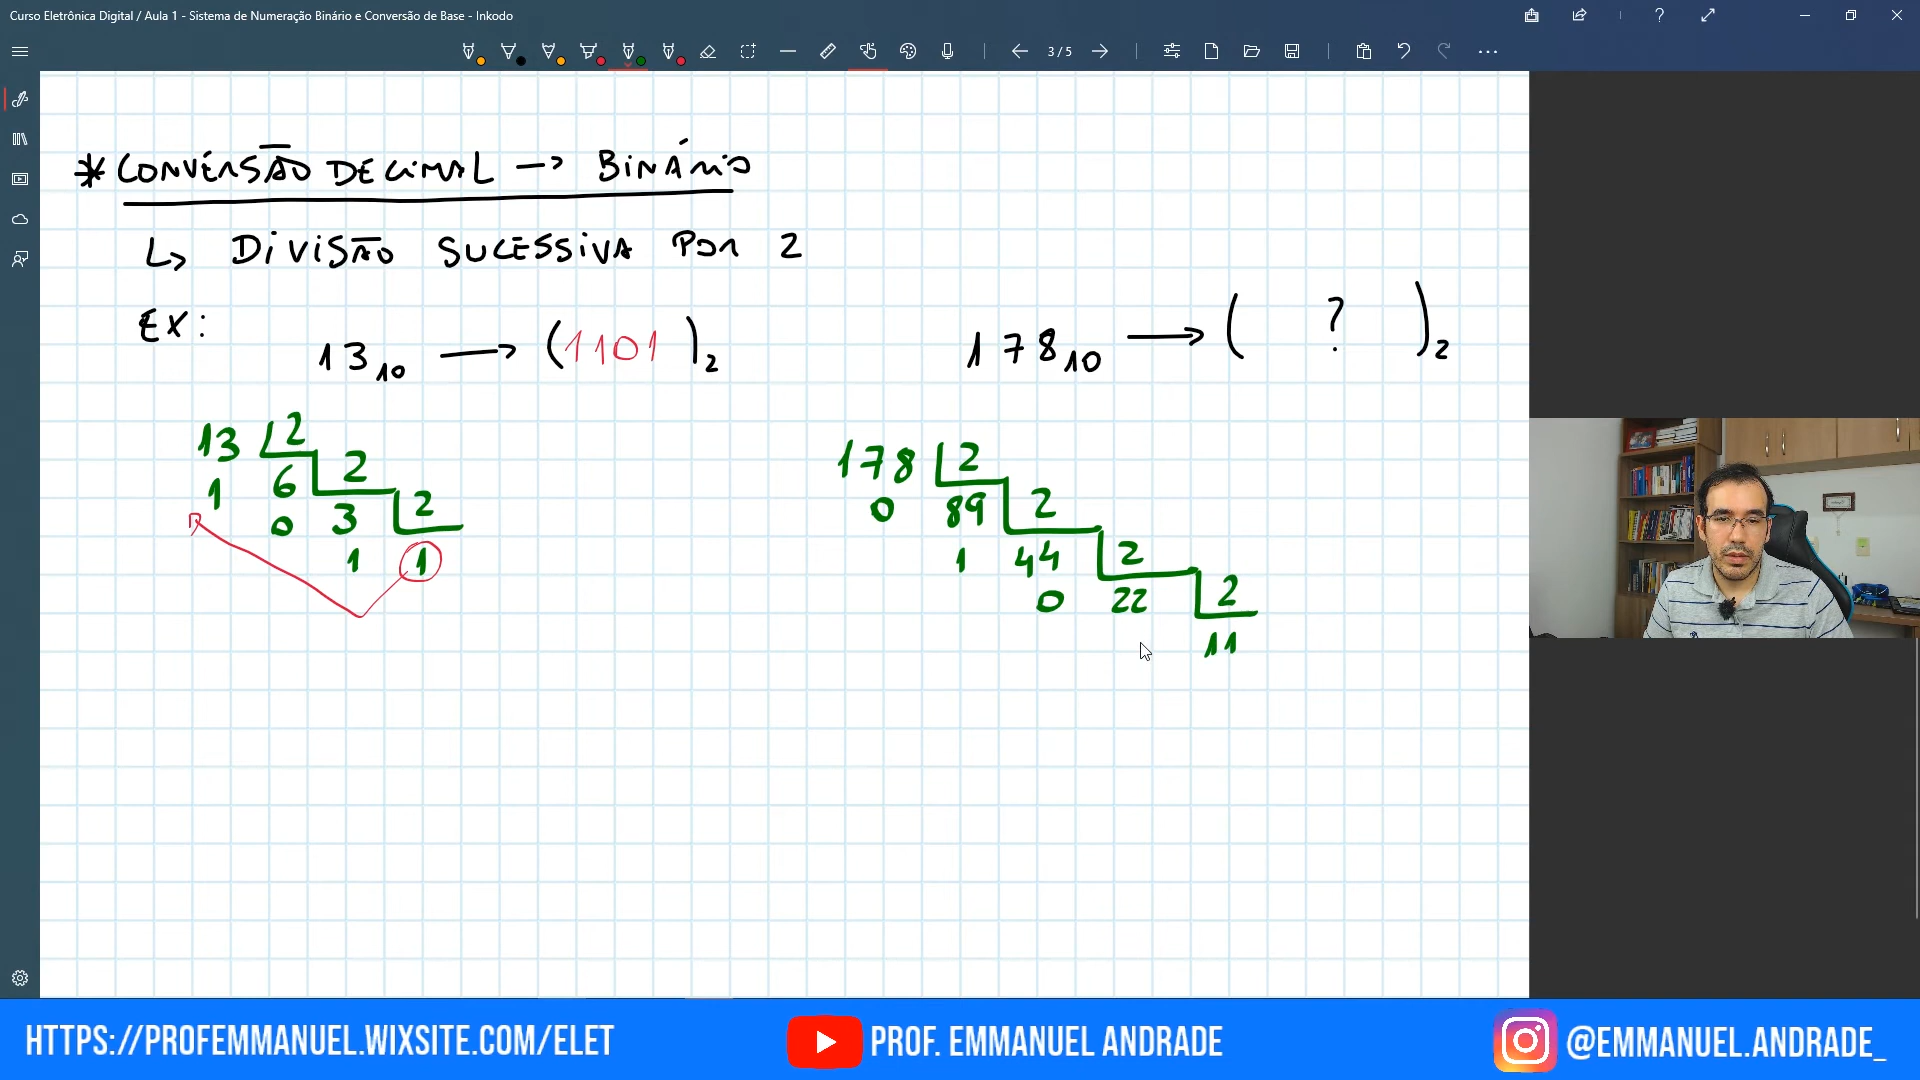 Curso Eletrônica Digital / Aula 1 - Sistema de Numeração Binário e Conversão de Base - Inkodo
3 / 5
* CONVERSÃO DECIMAL → BINÁRIO
↳ DIVISÃO SUCESSIVA POR 2
EX:
13₁₀ → (1101)₂
178₁₀ → ( ? )₂
13 2
1 6 2
0 3 2
1 1
178 2
0 89 2
1 44 2
0 22 2
11
HTTPS://PROFEMMANUEL.WIXSITE.COM/ELET
PROF. EMMANUEL ANDRADE
@EMMANUEL.ANDRADE_